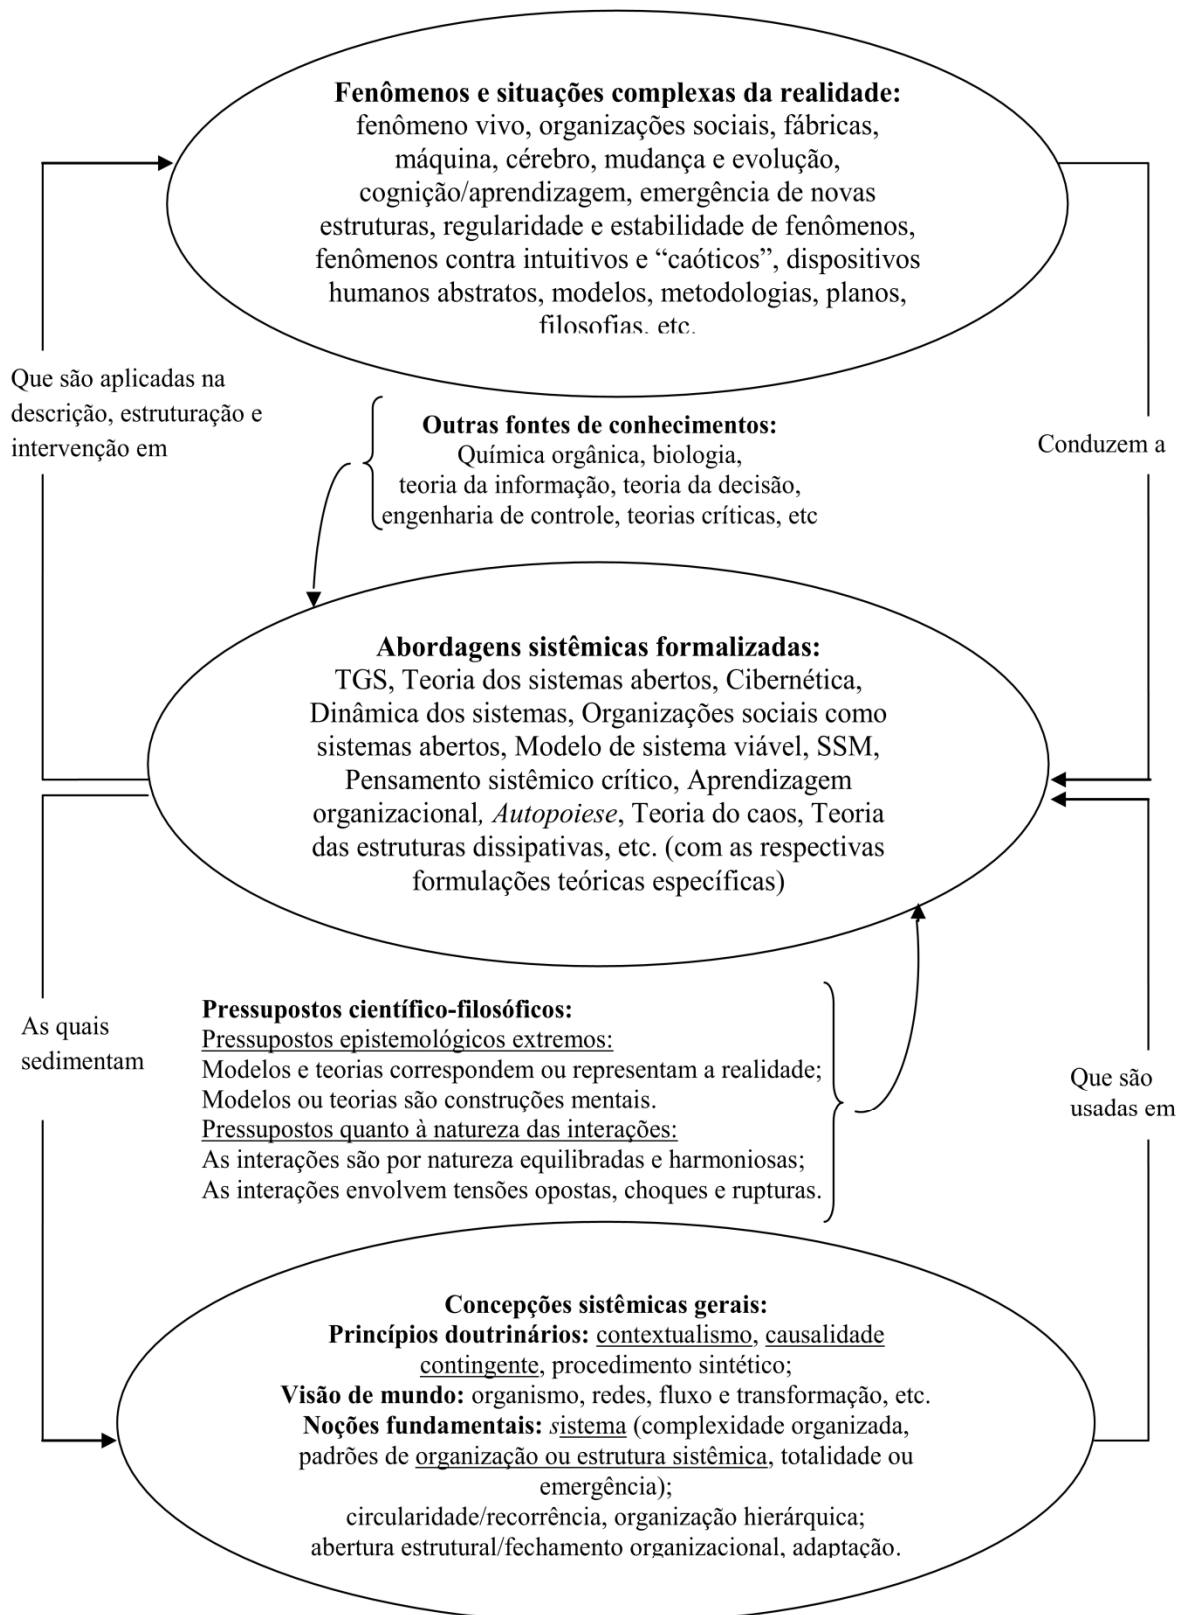 Fenômenos e situações complexas da realidade:
fenômeno vivo, organizações sociais, fábricas,
máquina, cérebro, mudança e evolução,
cognição/aprendizagem, emergência de novas
estruturas, regularidade e estabilidade de fenômenos,
fenômenos contra intuitivos e “caóticos”, dispositivos
humanos abstratos, modelos, metodologias, planos,
filosofias, etc.
Que são aplicadas na
descrição, estruturação e
intervenção em
Conduzem a
Outras fontes de conhecimentos:
Química orgânica, biologia,
teoria da informação, teoria da decisão,
engenharia de controle, teorias críticas, etc
Abordagens sistêmicas formalizadas:
TGS, Teoria dos sistemas abertos, Cibernética,
Dinâmica dos sistemas, Organizações sociais como
sistemas abertos, Modelo de sistema viável, SSM,
Pensamento sistêmico crítico, Aprendizagem
organizacional, Autopoiese, Teoria do caos, Teoria
das estruturas dissipativas, etc. (com as respectivas
formulações teóricas específicas)
As quais
sedimentam
Pressupostos científico-filosóficos:
Pressupostos epistemológicos extremos:
Modelos e teorias correspondem ou representam a realidade;
Modelos ou teorias são construções mentais.
Pressupostos quanto à natureza das interações:
As interações são por natureza equilibradas e harmoniosas;
As interações envolvem tensões opostas, choques e rupturas.
Que são
usadas em
Concepções sistêmicas gerais:
Princípios doutrinários: contextualismo, causalidade
contingente, procedimento sintético;
Visão de mundo: organismo, redes, fluxo e transformação, etc.
Noções fundamentais: sistema (complexidade organizada,
padrões de organização ou estrutura sistêmica, totalidade ou
emergência);
circularidade/recorrência, organização hierárquica;
abertura estrutural/fechamento organizacional, adaptação.